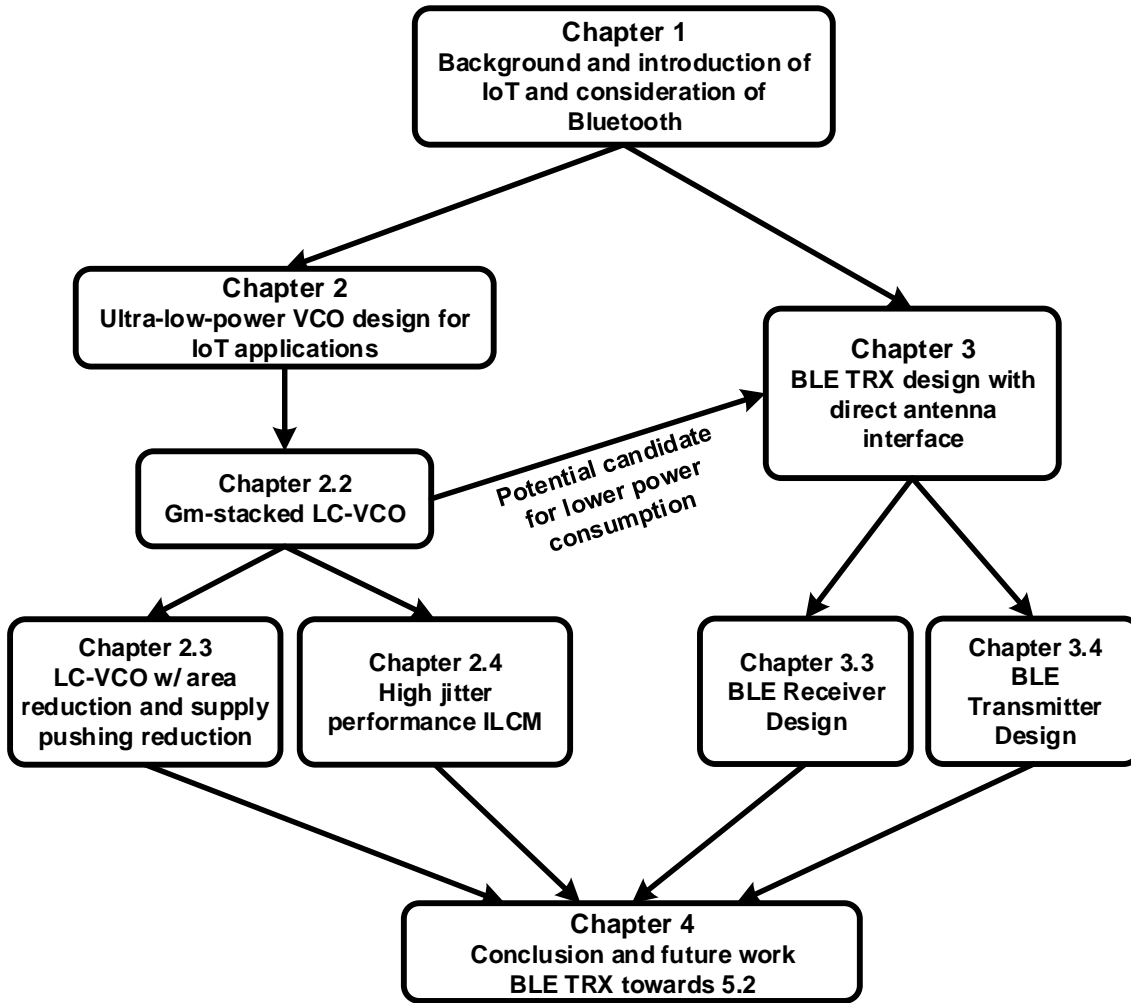 Chapter 1
Background and introduction of
IoT and consideration of
Bluetooth
Chapter 2
Ultra-low-power VCO design for
IoT applications
Chapter 3
BLE TRX design with
direct antenna
interface
Chapter 2.2
Gm-stacked LC-VCO
Potential candidate
for lower power
consumption
Chapter 2.3
LC-VCO w/ area
reduction and supply
pushing reduction
Chapter 2.4
High jitter
performance ILCM
Chapter 3.3
BLE Receiver
Design
Chapter 3.4
BLE
Transmitter
Design
Chapter 4
Conclusion and future work
BLE TRX towards 5.2